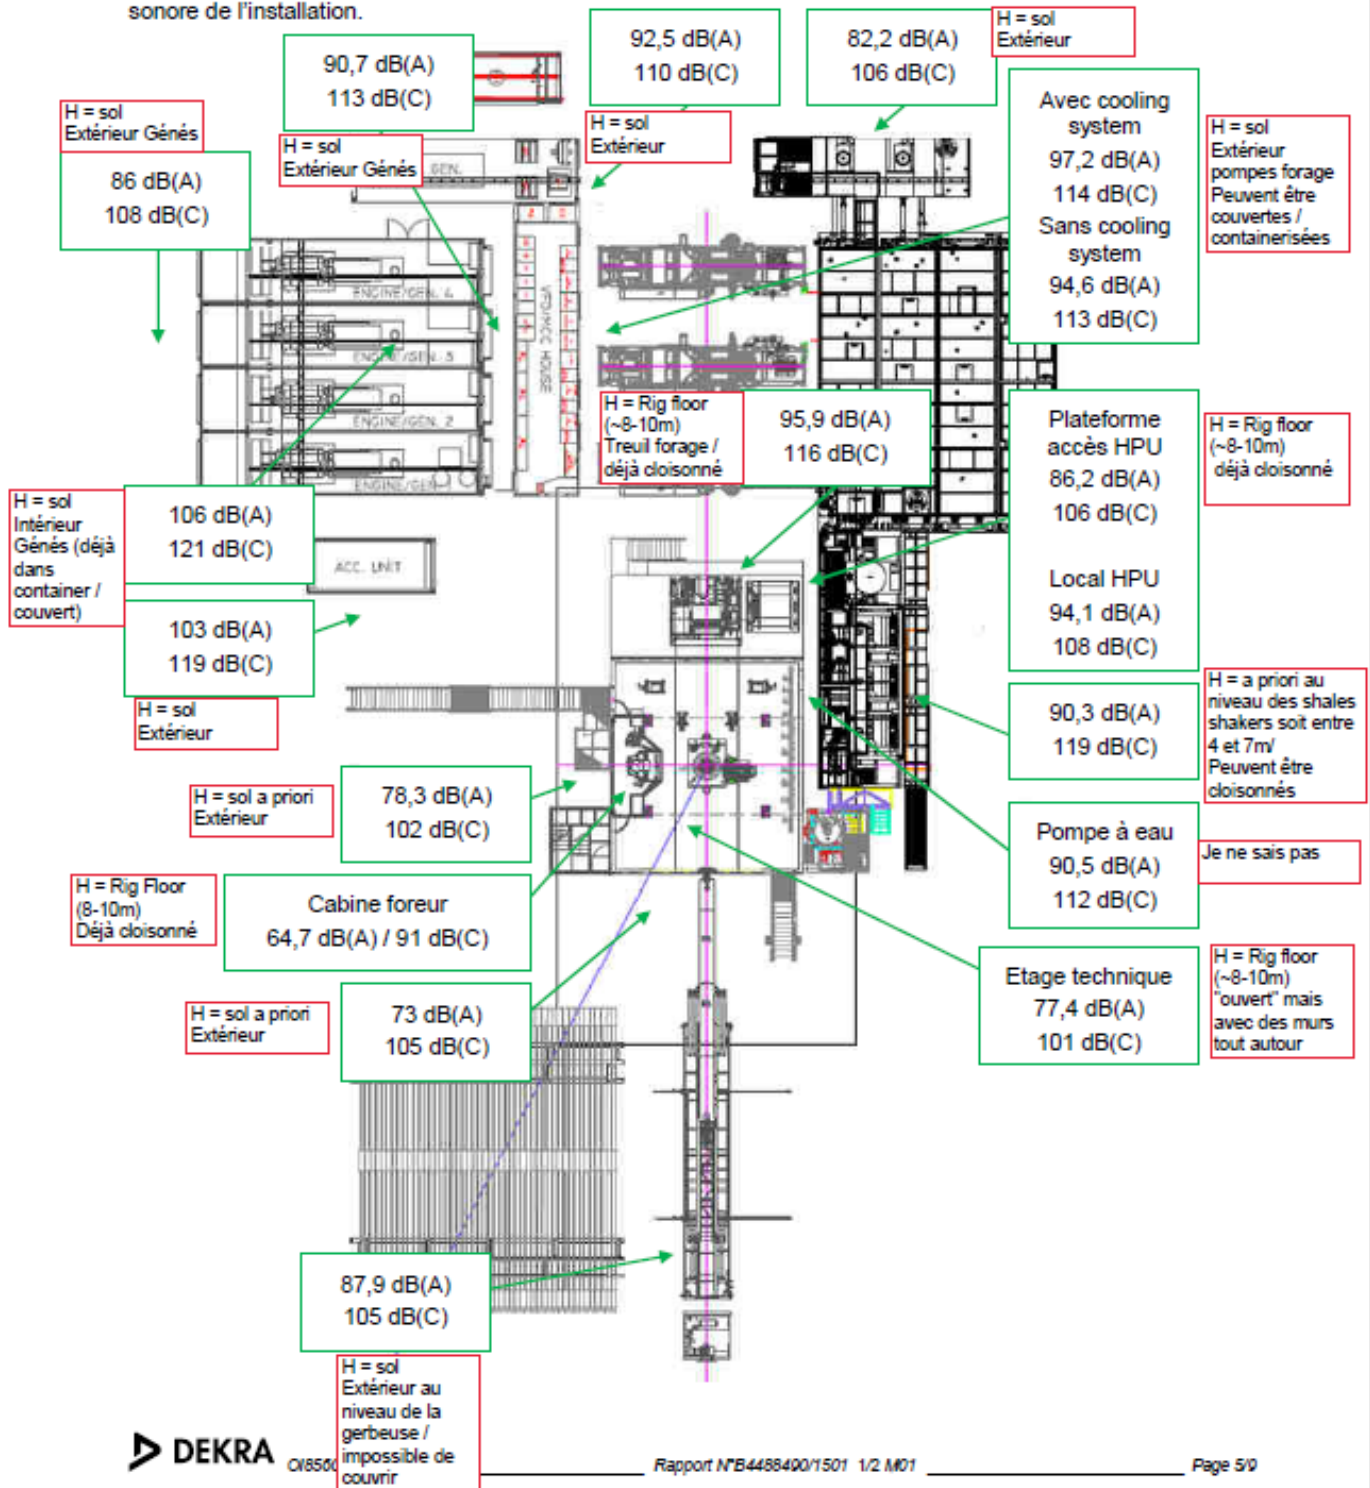 sonore de l'installation.
90,7 dB(A)
113 dB(C)
92,5 dB(A)
110 dB(C)
82,2 dB(A)
106 dB(C)
H = sol
Extérieur
H = sol
Extérieur Génés
86 dB(A)
108 dB(C)
H = sol
Extérieur Génés
GEN.
H = sol
Extérieur
Avec cooling
system
97,2 dB(A)
114 dB(C)
Sans cooling
system
94,6 dB(A)
113 dB(C)
H = sol
Extérieur
pompes forage
Peuvent être
couvertes /
containerisées
ENGINE/GEN. 4
ENGINE/GEN. 3
ENGINE/GEN. 2
ENGINE/GEN.
VFD/MCC HOUSE
H = Rig floor
(~8-10m)
Treuil forage /
déjà cloisonné
95,9 dB(A)
116 dB(C)
Plateforme
accès HPU
86,2 dB(A)
106 dB(C)
Local HPU
94,1 dB(A)
108 dB(C)
H = Rig floor
(~8-10m)
déjà cloisonné
H = sol
Intérieur
Génés (déjà
dans
container /
couvert)
106 dB(A)
121 dB(C)
ACC. UNIT
103 dB(A)
119 dB(C)
H = sol
Extérieur
90,3 dB(A)
119 dB(C)
H = a priori au
niveau des shales
shakers soit entre
4 et 7m/
Peuvent être
cloisonnés
H = sol a priori
Extérieur
78,3 dB(A)
102 dB(C)
Pompe à eau
90,5 dB(A)
112 dB(C)
Je ne sais pas
H = Rig Floor
(8-10m)
Déjà cloisonné
Cabine foreur
64,7 dB(A) / 91 dB(C)
Etage technique
77,4 dB(A)
101 dB(C)
H = Rig floor
(~8-10m)
"ouvert" mais
avec des murs
tout autour
H = sol a priori
Extérieur
73 dB(A)
105 dB(C)
87,9 dB(A)
105 dB(C)
H = sol
Extérieur au
niveau de la
gerbeuse /
impossible de
couvrir
DEKRA
OI8560
Rapport N°B4488490/1501 1/2 M01
Page 5/9